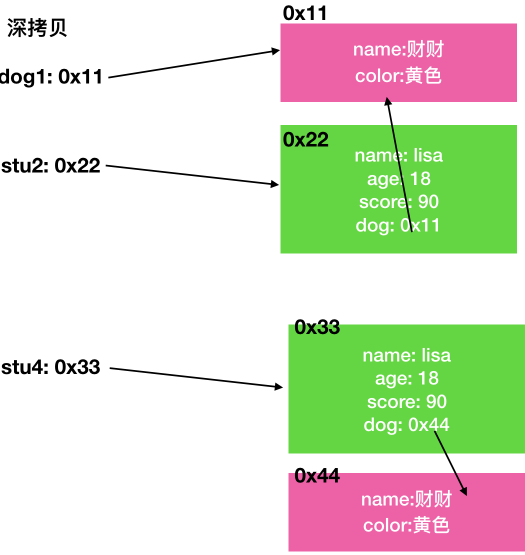 深拷贝
0x11
name:财财
color:黄色
dog1: 0x11
0x22
name: lisa
age: 18
score: 90
dog: 0x11
stu2: 0x22
0x33
name: lisa
age: 18
score: 90
dog: 0x44
stu4: 0x33
0x44
name:财财
color:黄色